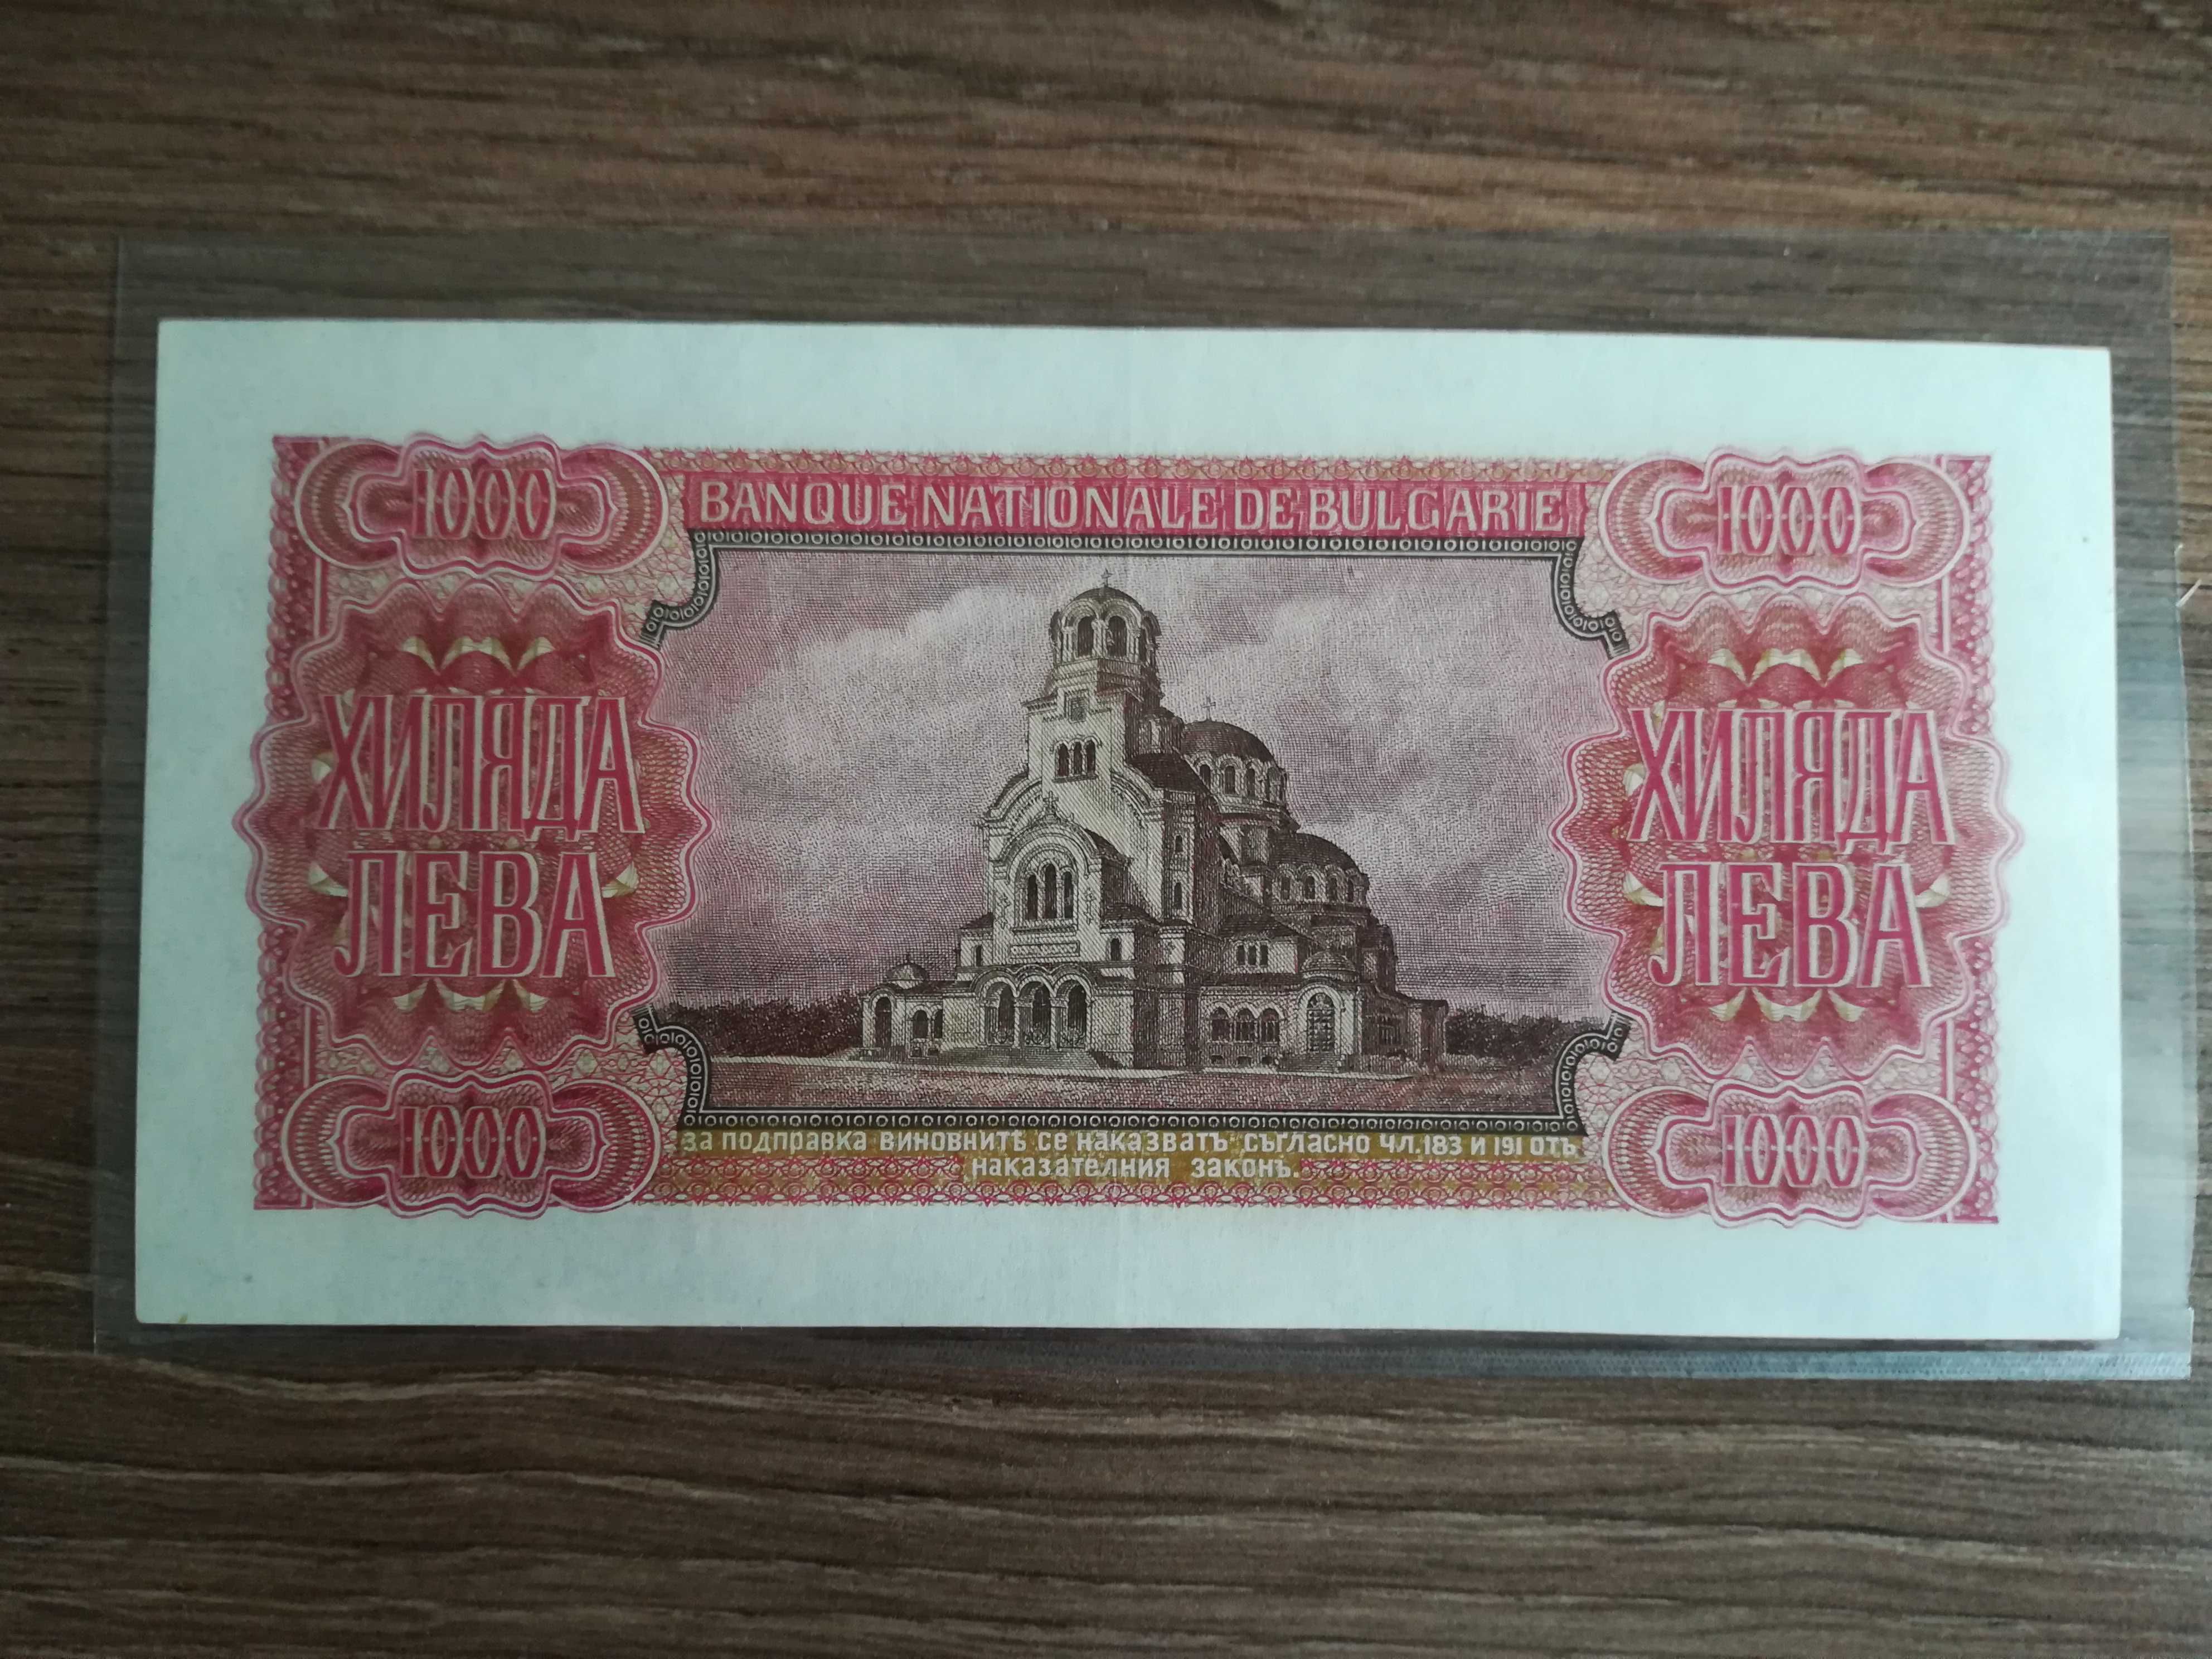 1000
BANQUE NATIONALE DE BULGARIE
1000
ХИЛЯДА
ЛЕВА
ХИЛЯДА
ЛЕВА
1000
за подправка виновнитѣ се наказватъ съгласно чл.183 и 191 отъ
наказателния законъ.
1000